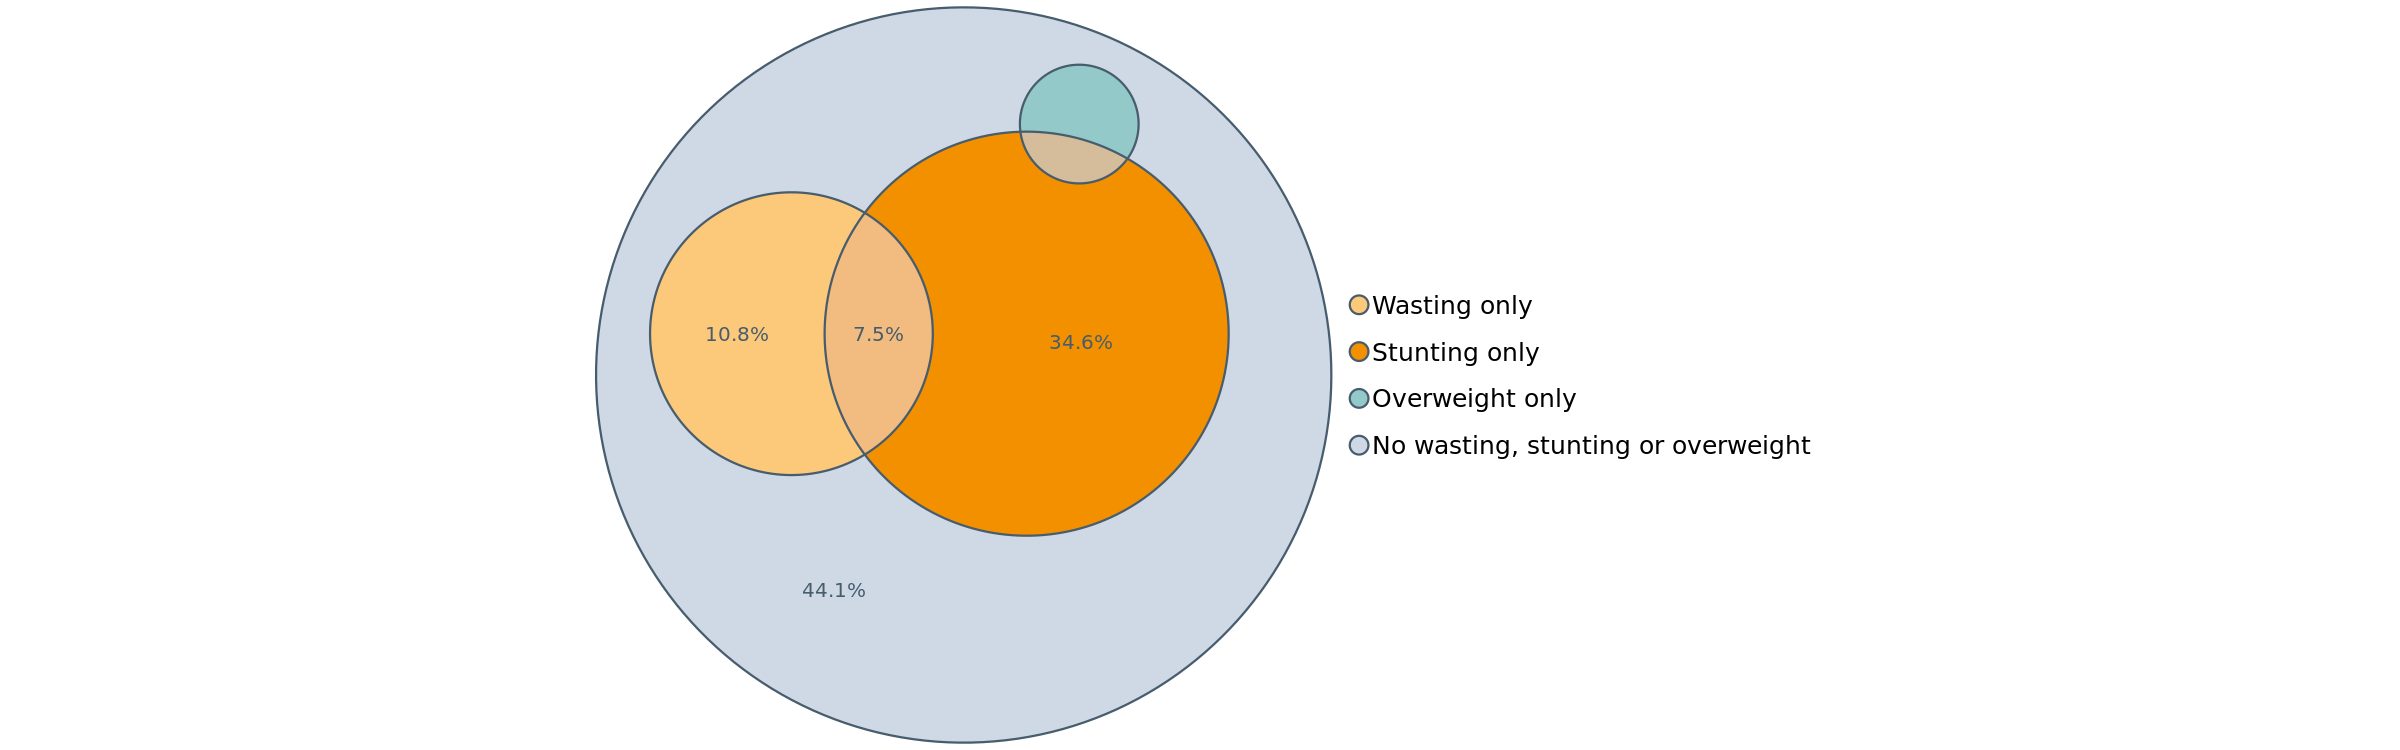 10.8%
7.5%
34.6%
44.1%
Wasting only
Stunting only
Overweight only
No wasting, stunting or overweight